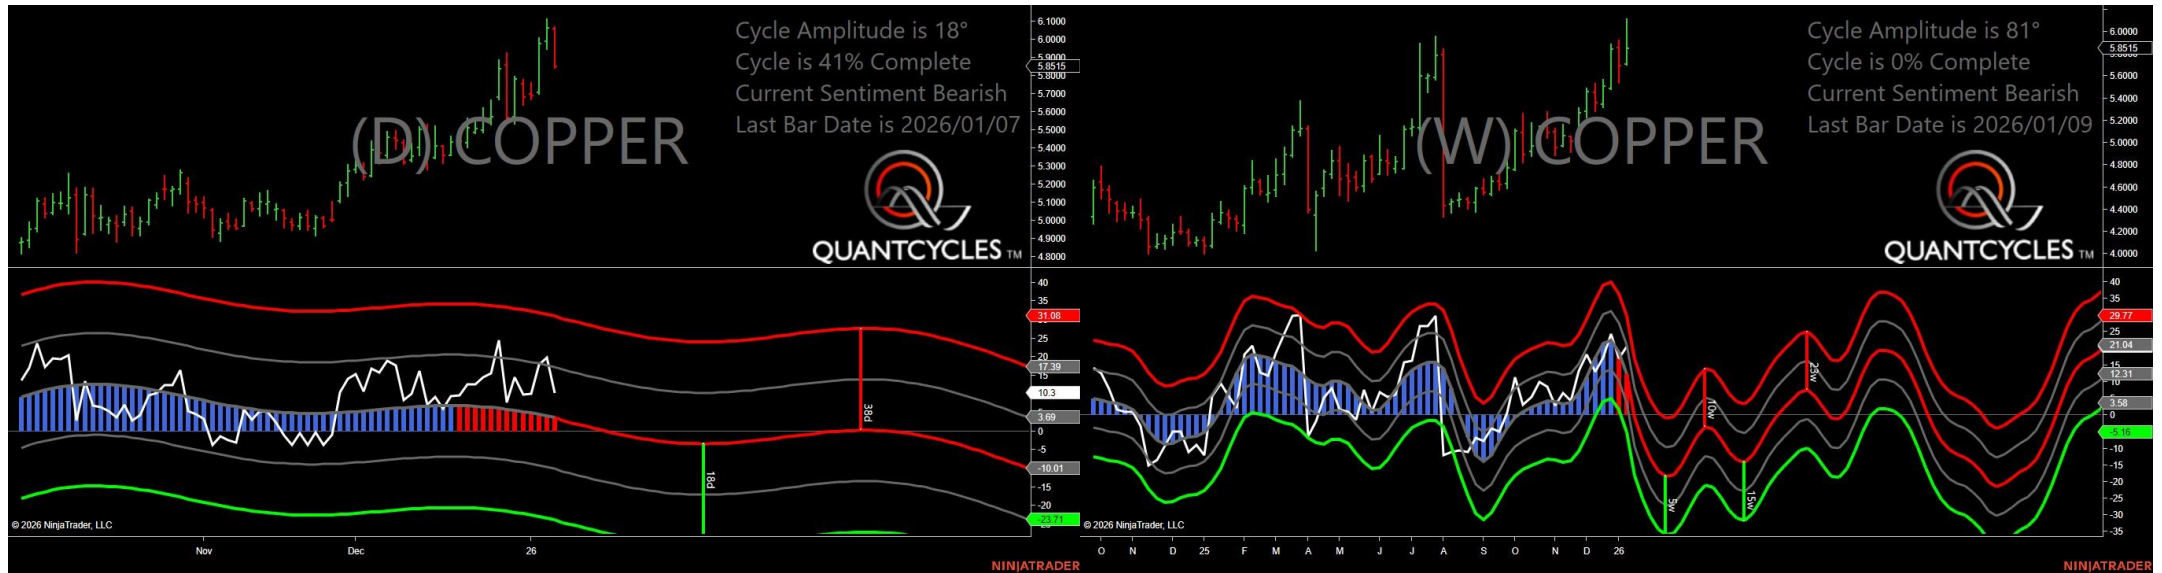 Cycle Amplitude is 18°
Cycle is 41% Complete
Current Sentiment Bearish
Last Bar Date is 2026/01/07
(D) COPPER
QUANTCYCLES TM
6.1000
6.0000
5.9000
5.8515
5.8000
5.7000
5.6000
5.5000
5.4000
5.3000
5.2000
5.1000
5.0000
4.9000
4.8000
40
35
31.08
25
20
17.39
15
10.3
3.69
0
-5
-10.01
-15
-20
-23.71
18d
38d
© 2026 NinjaTrader, LLC
Nov
Dec
26
NINJATRADER
Cycle Amplitude is 81°
Cycle is 0% Complete
Current Sentiment Bearish
Last Bar Date is 2026/01/09
(W) COPPER
QUANTCYCLES TM
6.0000
5.8515
5.6000
5.4000
5.2000
5.0000
4.8000
4.6000
4.4000
4.2000
4.0000
40
35
29.77
25
21.04
15
12.31
10
3.58
0
-5.16
-10
-15
-20
-25
-30
-35
5w
10w
15w
23w
© 2026 NinjaTrader, LLC
O N D 25 F M A M J J A S O N D 26
NINJATRADER